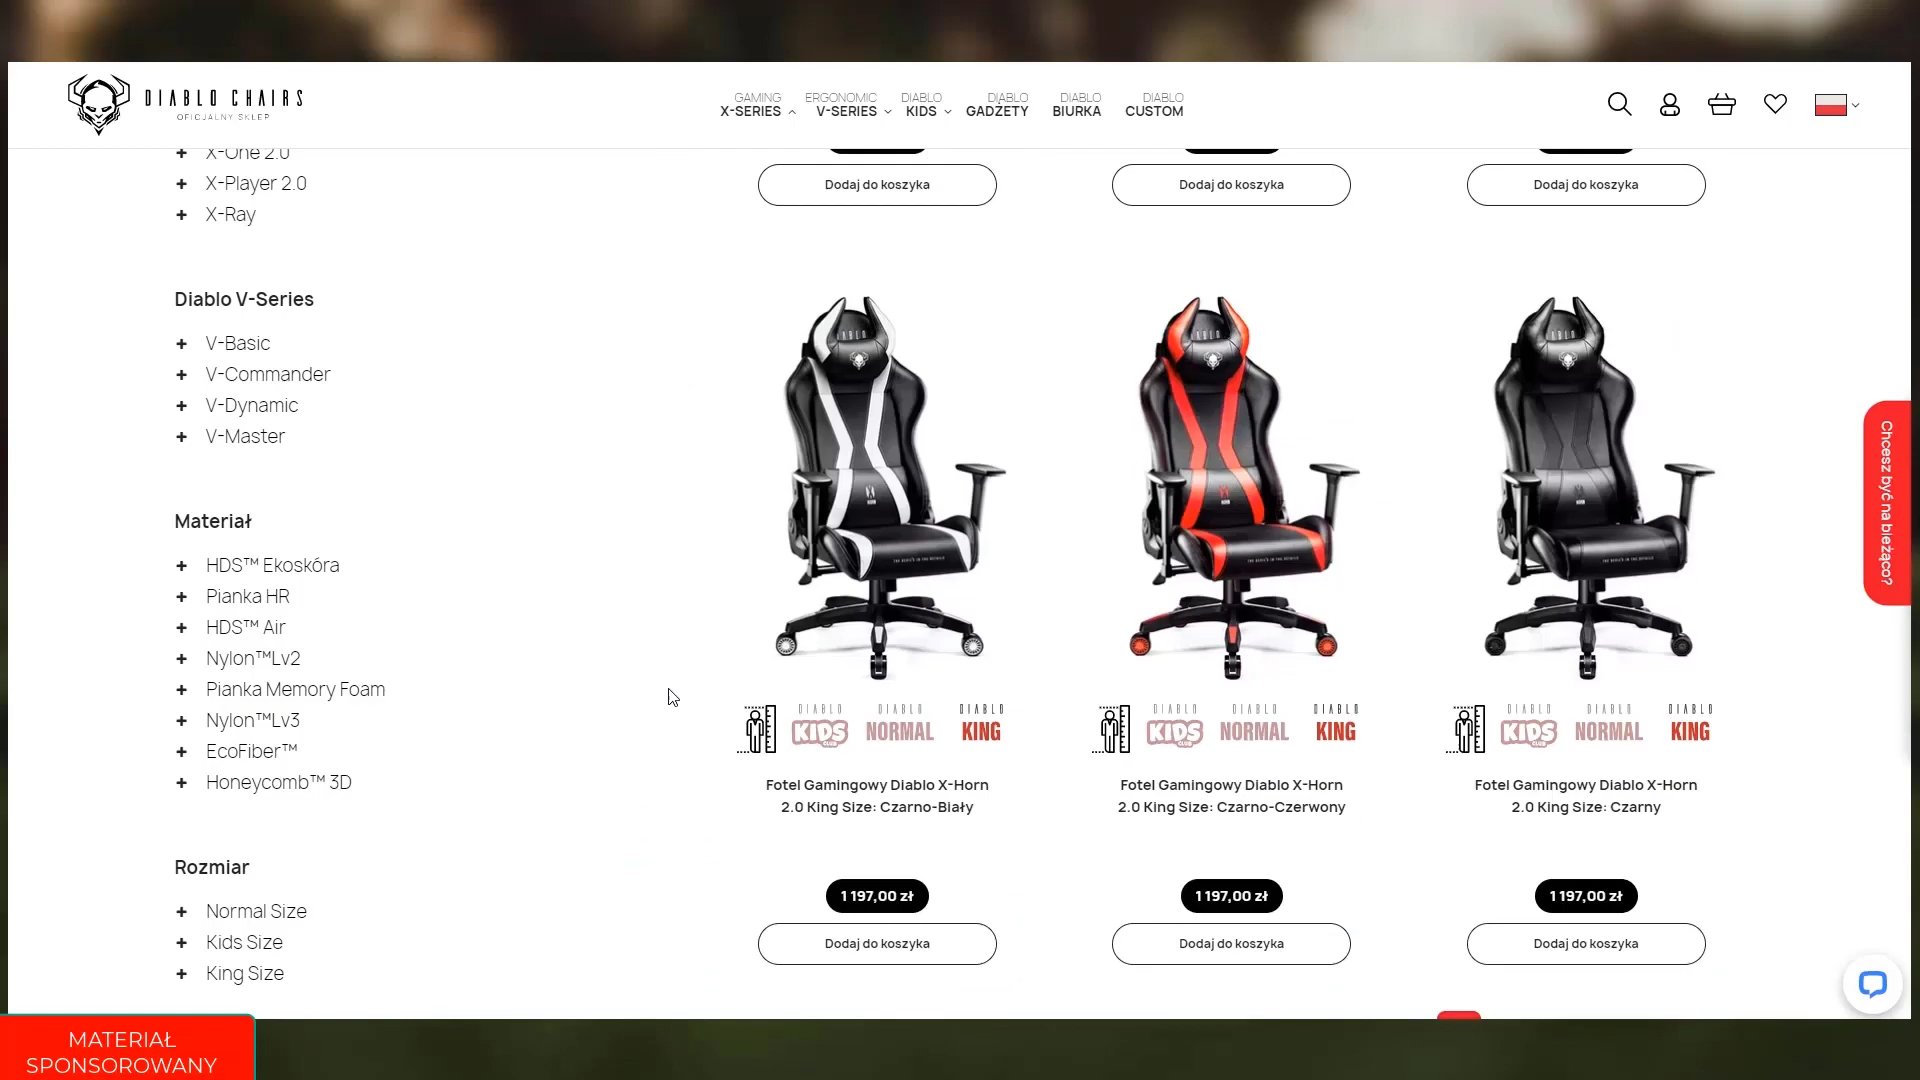 DIABLO CHAIRS
OFICJALNY SKLEP
GAMING
X-SERIES
ERGONOMIC
V-SERIES
DIABLO
KIDS
DIABLO
GADŻETY
DIABLO
BIURKA
DIABLO
CUSTOM
X-One 2.0
X-Player 2.0
X-Ray
Dodaj do koszyka
Dodaj do koszyka
Dodaj do koszyka
Diablo V-Series
V-Basic
V-Commander
V-Dynamic
V-Master
Materiał
HDS™ Ekoskóra
Pianka HR
HDS™ Air
Nylon™Lv2
Pianka Memory Foam
Nylon™Lv3
EcoFiber™
Honeycomb™ 3D
Rozmiar
Normal Size
Kids Size
King Size
DIABLO
KIDS
CLUB
DIABLO
NORMAL
DIABLO
KING
DIABLO
KIDS
CLUB
DIABLO
NORMAL
DIABLO
KING
DIABLO
KIDS
CLUB
DIABLO
NORMAL
DIABLO
KING
Fotel Gamingowy Diablo X-Horn
2.0 King Size: Czarno-Biały
Fotel Gamingowy Diablo X-Horn
2.0 King Size: Czarno-Czerwony
Fotel Gamingowy Diablo X-Horn
2.0 King Size: Czarny
1 197,00 zł
1 197,00 zł
1 197,00 zł
Dodaj do koszyka
Dodaj do koszyka
Dodaj do koszyka
Chcesz być na bieżąco?
MATERIAŁ
SPONSOROWANY